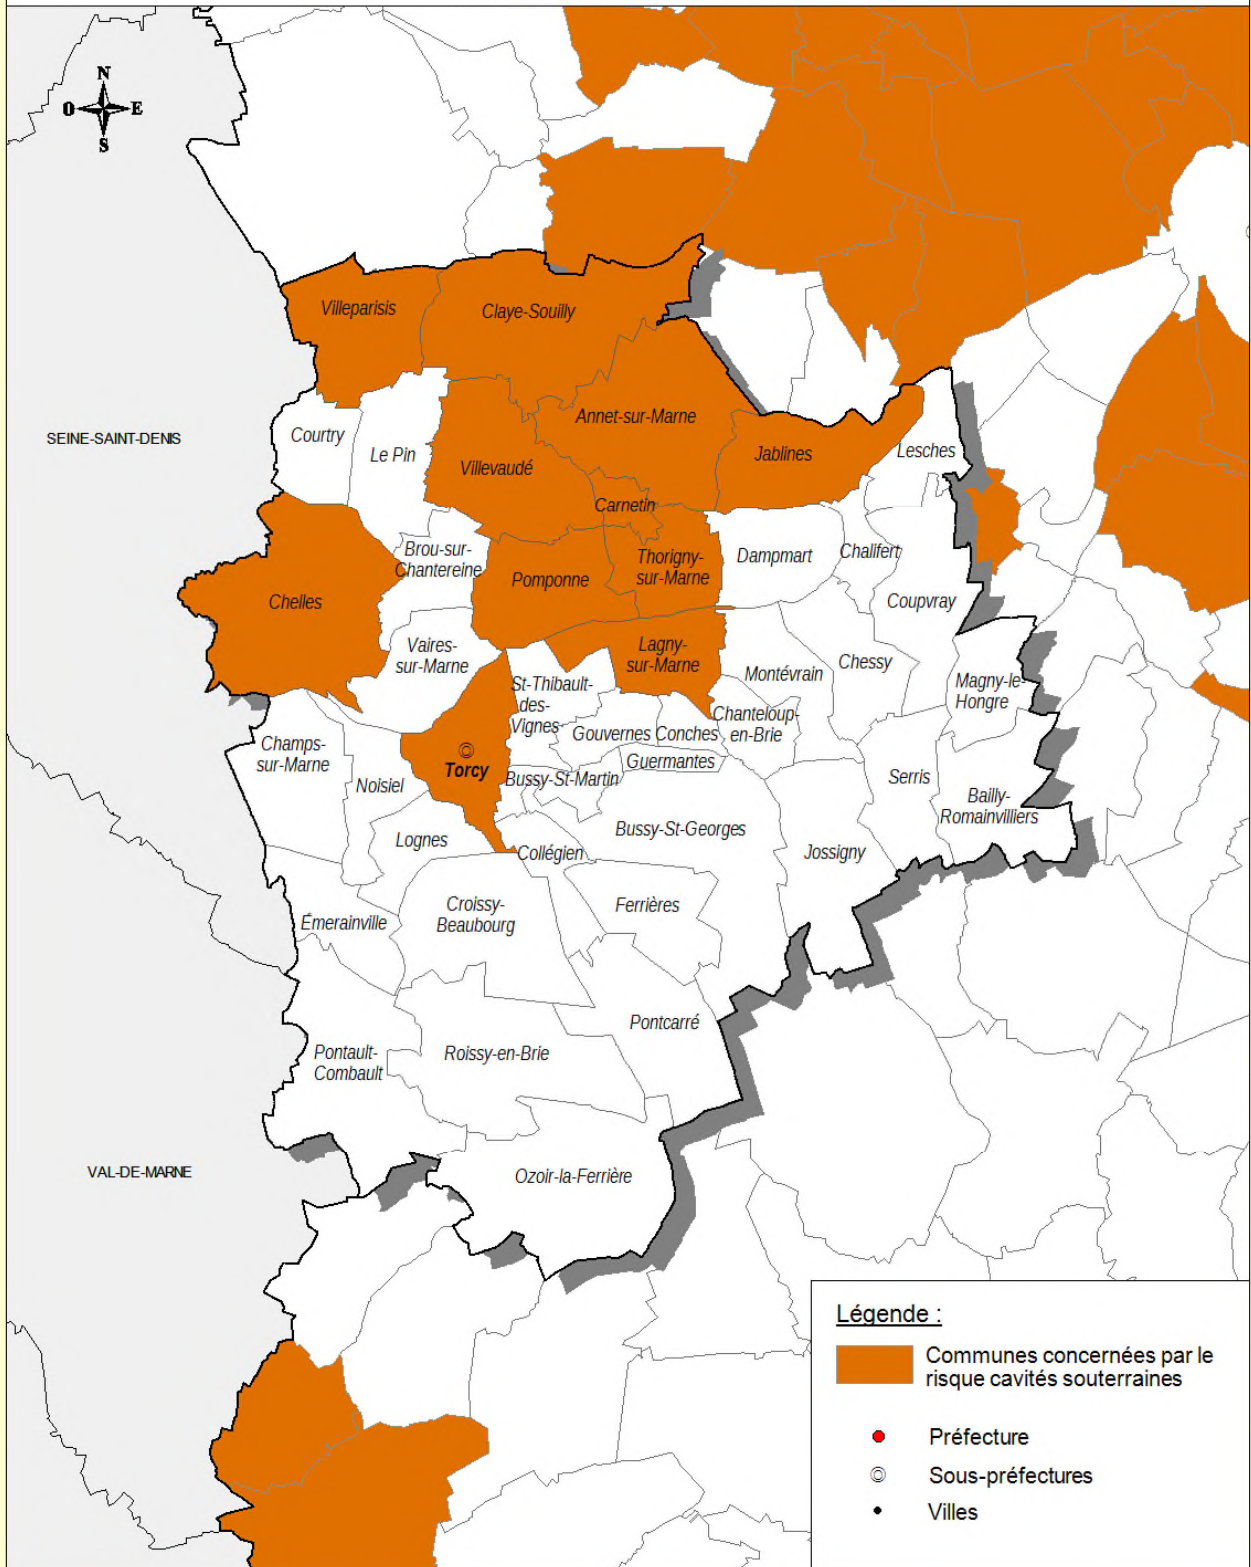 N
O E
S
Villeparisis
Claye-Souilly
SEINE-SAINT-DENIS
Courtry
Le Pin
Villevaudé
Annet-sur-Marne
Jablines
Lesches
Carnetin
Brou-sur-
Chantereine
Pomponne
Thorigny-
sur-Marne
Dampmart
Chalifert
Coupvray
Chelles
Vaires-
sur-Marne
Lagny-
sur-Marne
Montévrain
Chessy
Magny-le-
Hongre
St-Thibault-
des-
Vignes
Gouvernes
Conches
Chanteloup-
en-Brie
Guermantes
Champs-
sur-Marne
Noisiel
Torcy
Bussy-St-Martin
Serris
Bailly-
Romainvilliers
Lognes
Collégien
Bussy-St-Georges
Jossigny
Émerainville
Croissy-
Beaubourg
Ferrières
Pontcarré
Pontault-
Combault
Roissy-en-Brie
VAL-DE-MARNE
Ozoir-la-Ferrière
Légende :
Communes concernées par le
risque cavités souterraines
Préfecture
Sous-préfectures
Villes